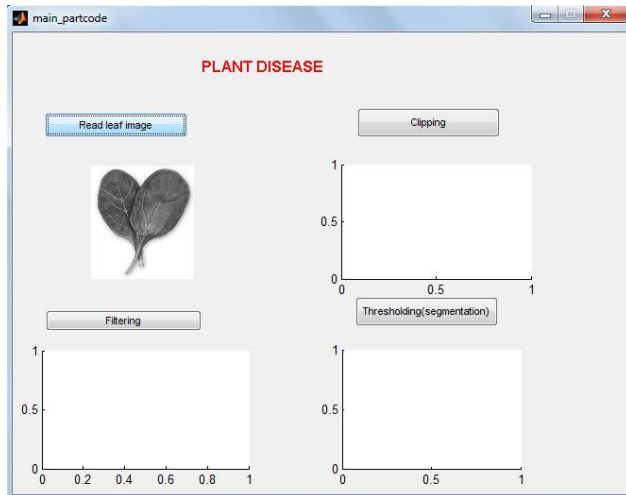 main_partcode
PLANT DISEASE
Read leaf image
Clipping
1
0.5
0
0 0.5 1
Filtering
Thresholding(segmentation)
1
0.5
0
0 0.2 0.4 0.6 0.8 1
1
0.5
0
0 0.5 1